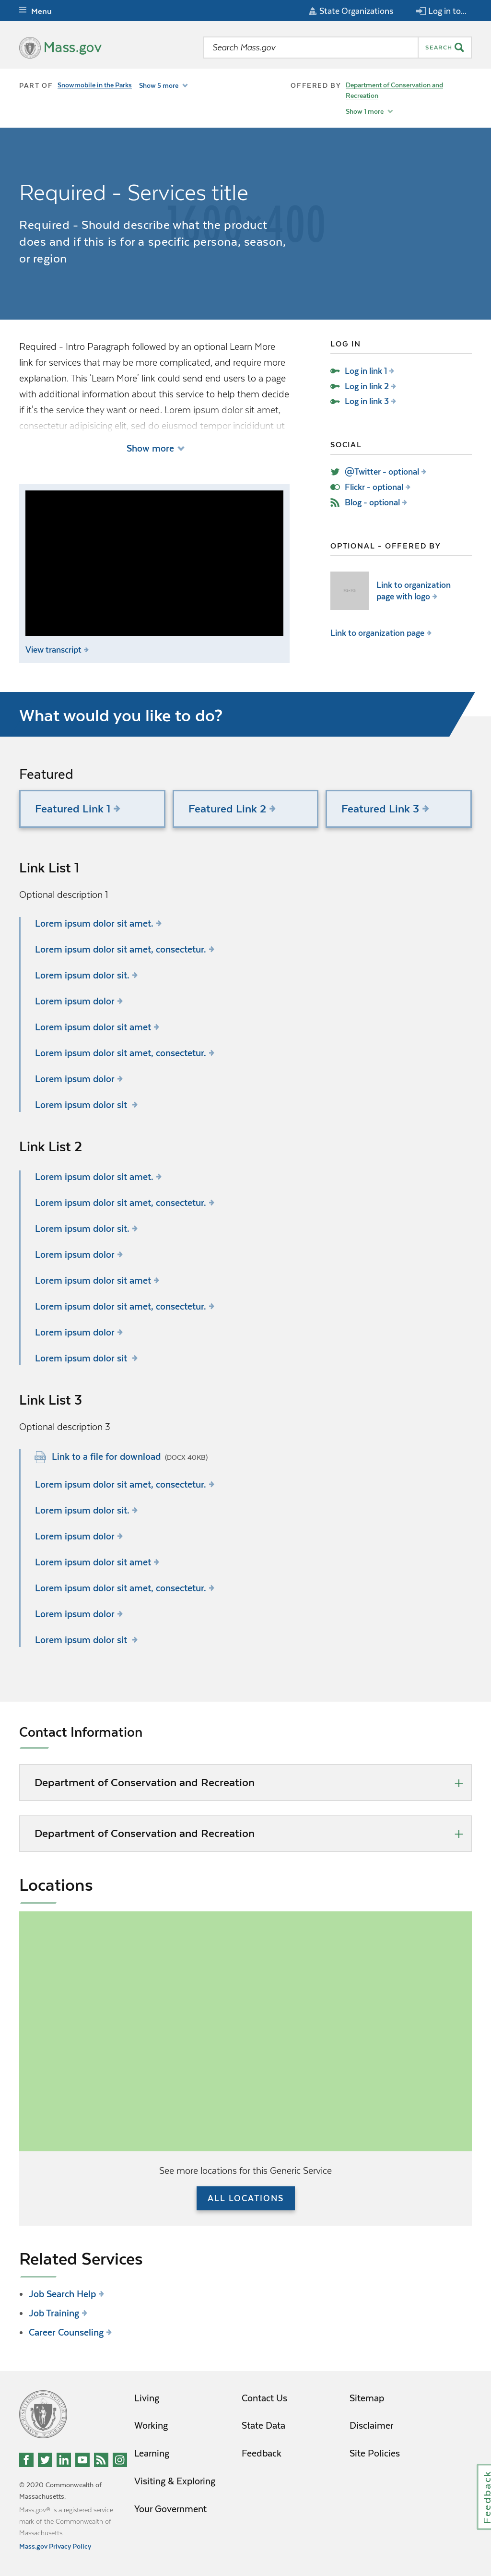 Menu
State Organizations
Log in to...
Mass.gov
Search Mass.gov
SEARCH
PART OF
Snowmobile in the Parks
Show 5 more
OFFERED BY
Department of Conservation and
Recreation
Show 1 more
1600×400
Required - Services title
Required - Should describe what the product
does and if this is for a specific persona, season,
or region
Required - Intro Paragraph followed by an optional Learn More
link for services that may be more complicated, and require more
explanation. This 'Learn More' link could send end users to a page
with additional information about this service to help them decide
if it's the service they want or need. Lorem ipsum dolor sit amet,
consectetur adipisicing elit, sed do eiusmod tempor incididunt ut
Show more
View transcript
LOG IN
Log in link 1
Log in link 2
Log in link 3
SOCIAL
@Twitter - optional
Flickr - optional
Blog - optional
OPTIONAL - OFFERED BY
Link to organization
page with logo
Link to organization page
What would you like to do?
Featured
Featured Link 1
Featured Link 2
Featured Link 3
Link List 1
Optional description 1
Lorem ipsum dolor sit amet.
Lorem ipsum dolor sit amet, consectetur.
Lorem ipsum dolor sit.
Lorem ipsum dolor
Lorem ipsum dolor sit amet
Lorem ipsum dolor sit amet, consectetur.
Lorem ipsum dolor
Lorem ipsum dolor sit
Link List 2
Lorem ipsum dolor sit amet.
Lorem ipsum dolor sit amet, consectetur.
Lorem ipsum dolor sit.
Lorem ipsum dolor
Lorem ipsum dolor sit amet
Lorem ipsum dolor sit amet, consectetur.
Lorem ipsum dolor
Lorem ipsum dolor sit
Link List 3
Optional description 3
Link to a file for download (DOCX 40KB)
Lorem ipsum dolor sit amet, consectetur.
Lorem ipsum dolor sit.
Lorem ipsum dolor
Lorem ipsum dolor sit amet
Lorem ipsum dolor sit amet, consectetur.
Lorem ipsum dolor
Lorem ipsum dolor sit
Contact Information
Department of Conservation and Recreation
Department of Conservation and Recreation
Locations
See more locations for this Generic Service
ALL LOCATIONS
Related Services
Job Search Help
Job Training
Career Counseling
Living
Working
Learning
Visiting & Exploring
Your Government
Contact Us
State Data
Feedback
Sitemap
Disclaimer
Site Policies
© 2020 Commonwealth of
Massachusetts.
Mass.gov® is a registered service
mark of the Commonwealth of
Massachusetts.
Mass.gov Privacy Policy
Feedback